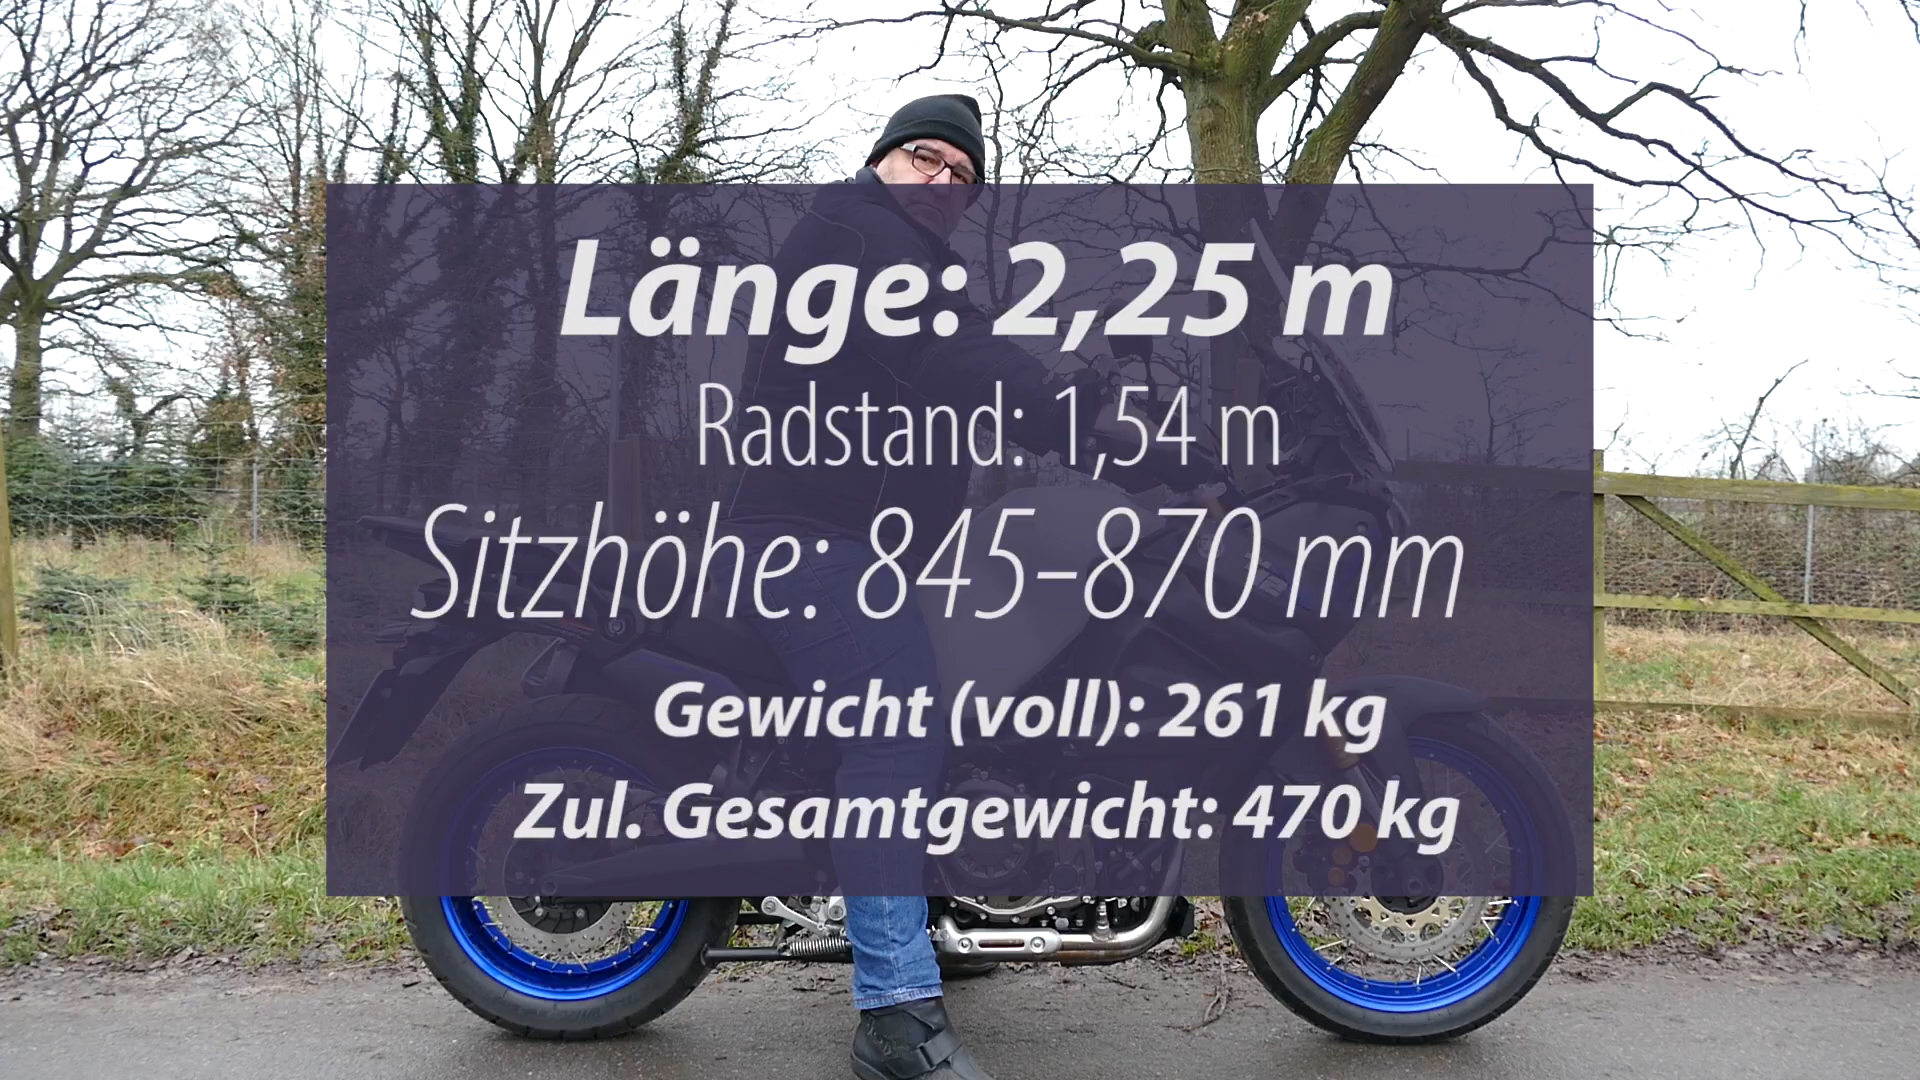 Länge: 2,25 m
Radstand: 1,54 m
Sitzhöhe: 845–870 mm
Gewicht (voll): 261 kg
Zul. Gesamtgewicht: 470 kg